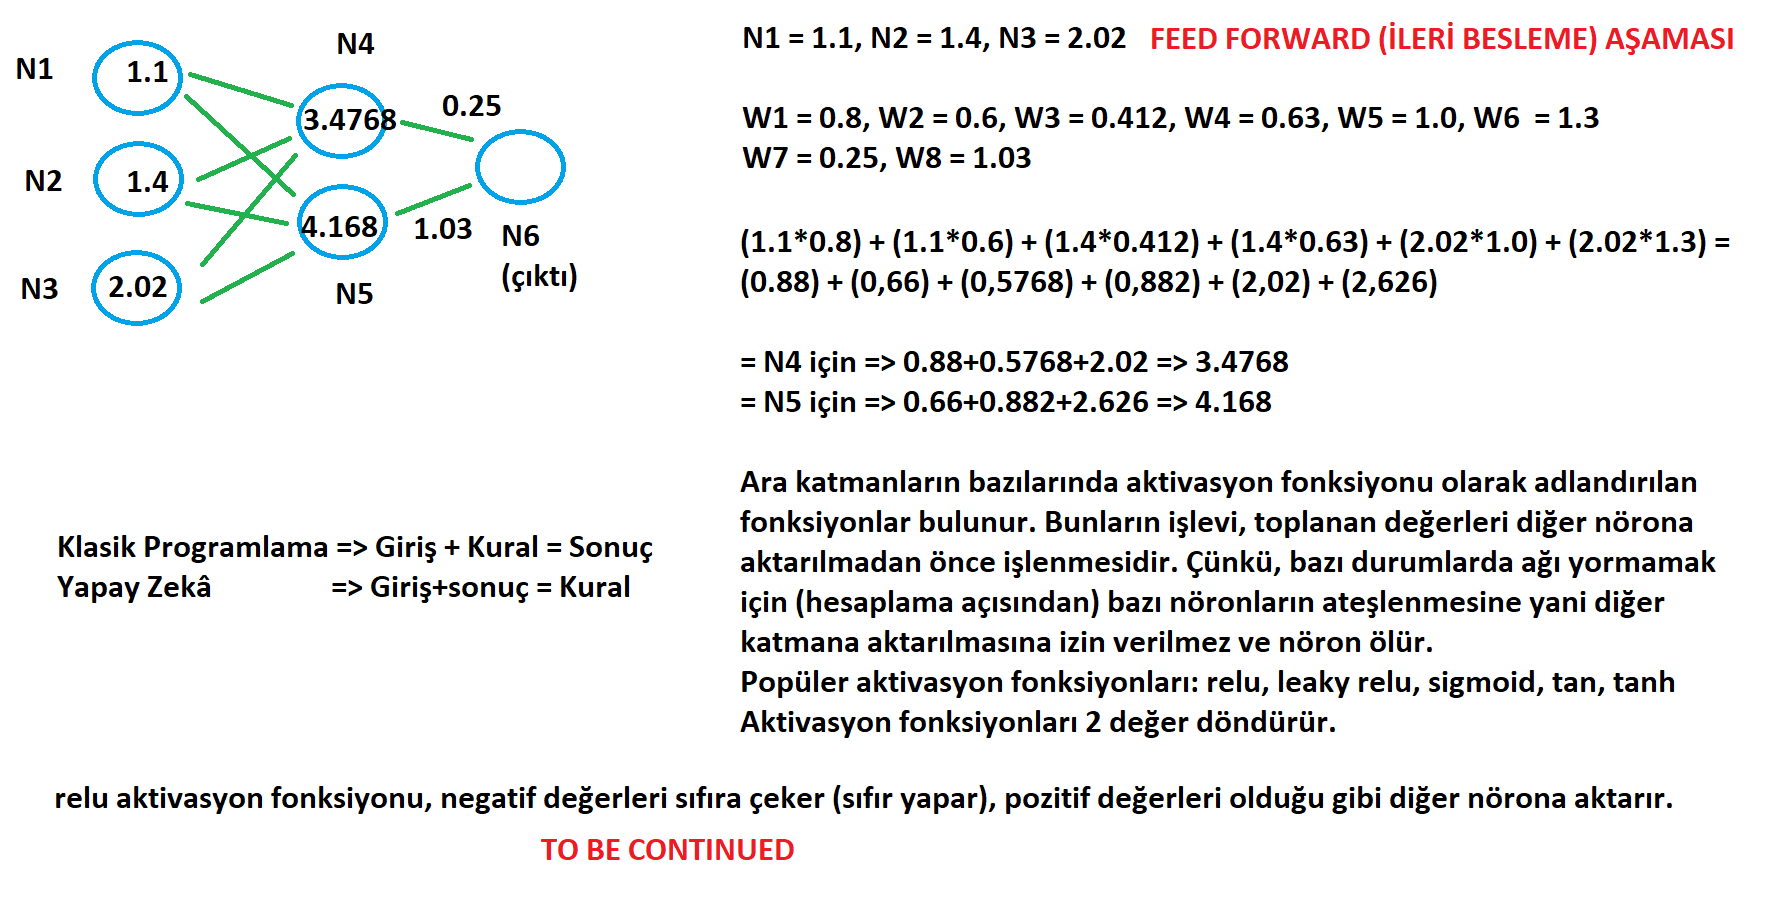 N1
1.1
N2
1.4
N3
2.02
N4
3.4768
4.168
N5
0.25
1.03
N6
(çıktı)
N1 = 1.1, N2 = 1.4, N3 = 2.02 FEED FORWARD (İLERİ BESLEME) AŞAMASI
W1 = 0.8, W2 = 0.6, W3 = 0.412, W4 = 0.63, W5 = 1.0, W6 = 1.3
W7 = 0.25, W8 = 1.03
(1.1*0.8) + (1.1*0.6) + (1.4*0.412) + (1.4*0.63) + (2.02*1.0) + (2.02*1.3) =
(0.88) + (0,66) + (0,5768) + (0,882) + (2,02) + (2,626)
= N4 için => 0.88+0.5768+2.02 => 3.4768
= N5 için => 0.66+0.882+2.626 => 4.168
Ara katmanların bazılarında aktivasyon fonksiyonu olarak adlandırılan
fonksiyonlar bulunur. Bunların işlevi, toplanan değerleri diğer nörona
aktarılmadan önce işlenmesidir. Çünkü, bazı durumlarda ağı yormamak
için (hesaplama açısından) bazı nöronların ateşlenmesine yani diğer
katmana aktarılmasına izin verilmez ve nöron ölür.
Popüler aktivasyon fonksiyonları: relu, leaky relu, sigmoid, tan, tanh
Aktivasyon fonksiyonları 2 değer döndürür.
Klasik Programlama => Giriş + Kural = Sonuç
Yapay Zekâ => Giriş+sonuç = Kural
relu aktivasyon fonksiyonu, negatif değerleri sıfıra çeker (sıfır yapar), pozitif değerleri olduğu gibi diğer nörona aktarır.
TO BE CONTINUED